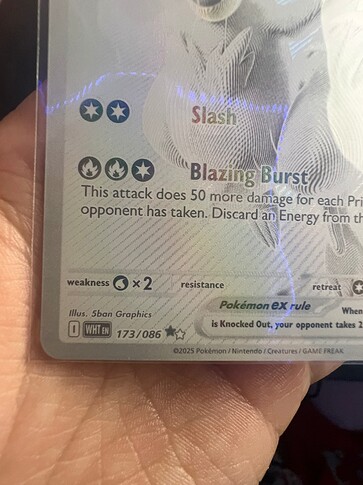 Slash
Blazing Burst
This attack does 50 more damage for each Pri
opponent has taken. Discard an Energy from th
weakness ×2 resistance retreat
Pokémon ex rule
When
is Knocked Out, your opponent takes 2
Illus. 5ban Graphics
I WHT EN 173/086
©2025 Pokémon / Nintendo / Creatures / GAME FREAK